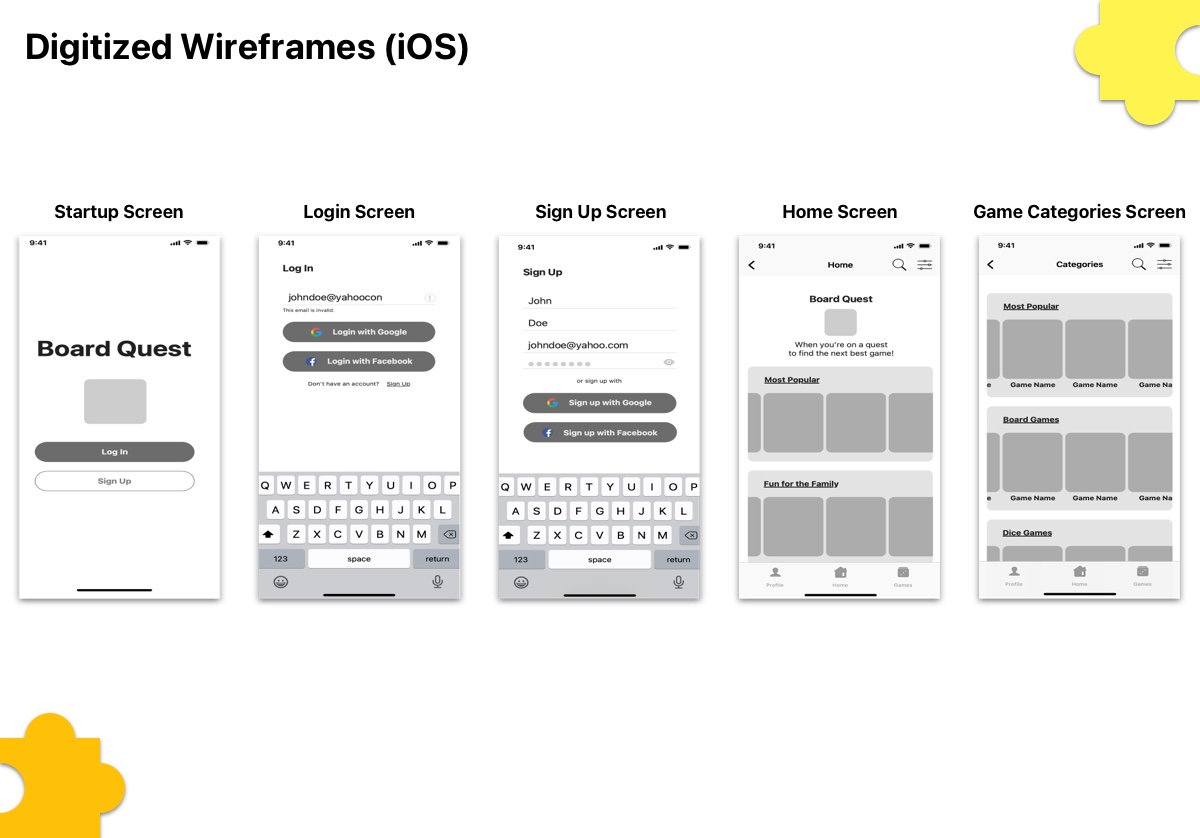 Digitized Wireframes (iOS)
Startup Screen
9:41
Board Quest
Log In
Sign Up
Login Screen
9:41
Log In
johndoe@yahoocon
This email is invalid.
Login with Google
Login with Facebook
Don't have an account? Sign Up
Q W E R T Y U I O P
A S D F G H J K L
Z X C V B N M
123 space return
Sign Up Screen
9:41
Sign Up
John
Doe
johndoe@yahoo.com
or sign up with
Sign up with Google
Sign up with Facebook
Q W E R T Y U I O P
A S D F G H J K L
Z X C V B N M
123 space return
Home Screen
9:41
Home
Board Quest
When you're on a quest
to find the next best game!
Most Popular
Fun for the Family
Profile Home Games
Game Categories Screen
9:41
Categories
Most Popular
e Game Name Game Name Game Na
Board Games
e Game Name Game Name Game Na
Dice Games
Profile Home Games